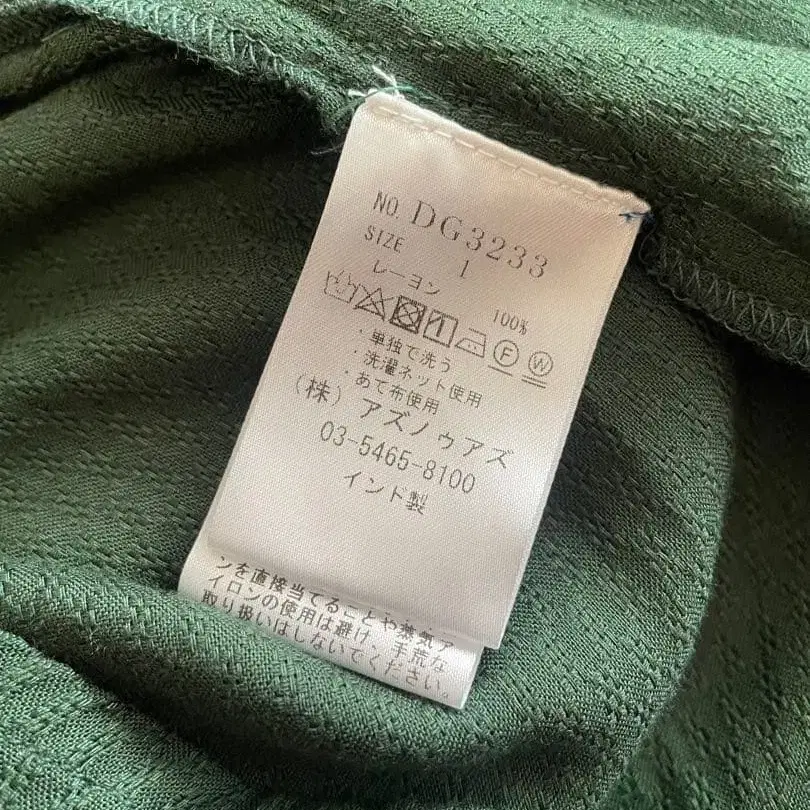 NO. DG3233
SIZE 1
レーヨン 100%
F W
・単独で洗う
・洗濯ネット使用
・あて布使用
(株) アズノゥアズ
03-5465-8100
インド製
ンを直接当てることや蒸気ア
イロンの使用は避け、手荒な
取り扱いはしないでください。